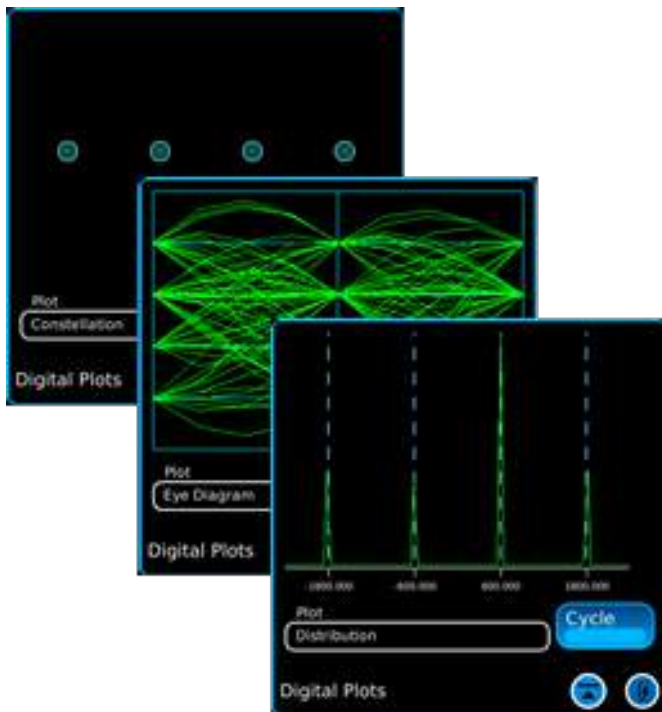 Plot
Constellation
Digital Plots
Plot
Eye Diagram
Digital Plots
-1800.000 -600.000 600.000 1800.000
Plot
Distribution
Cycle
Digital Plots